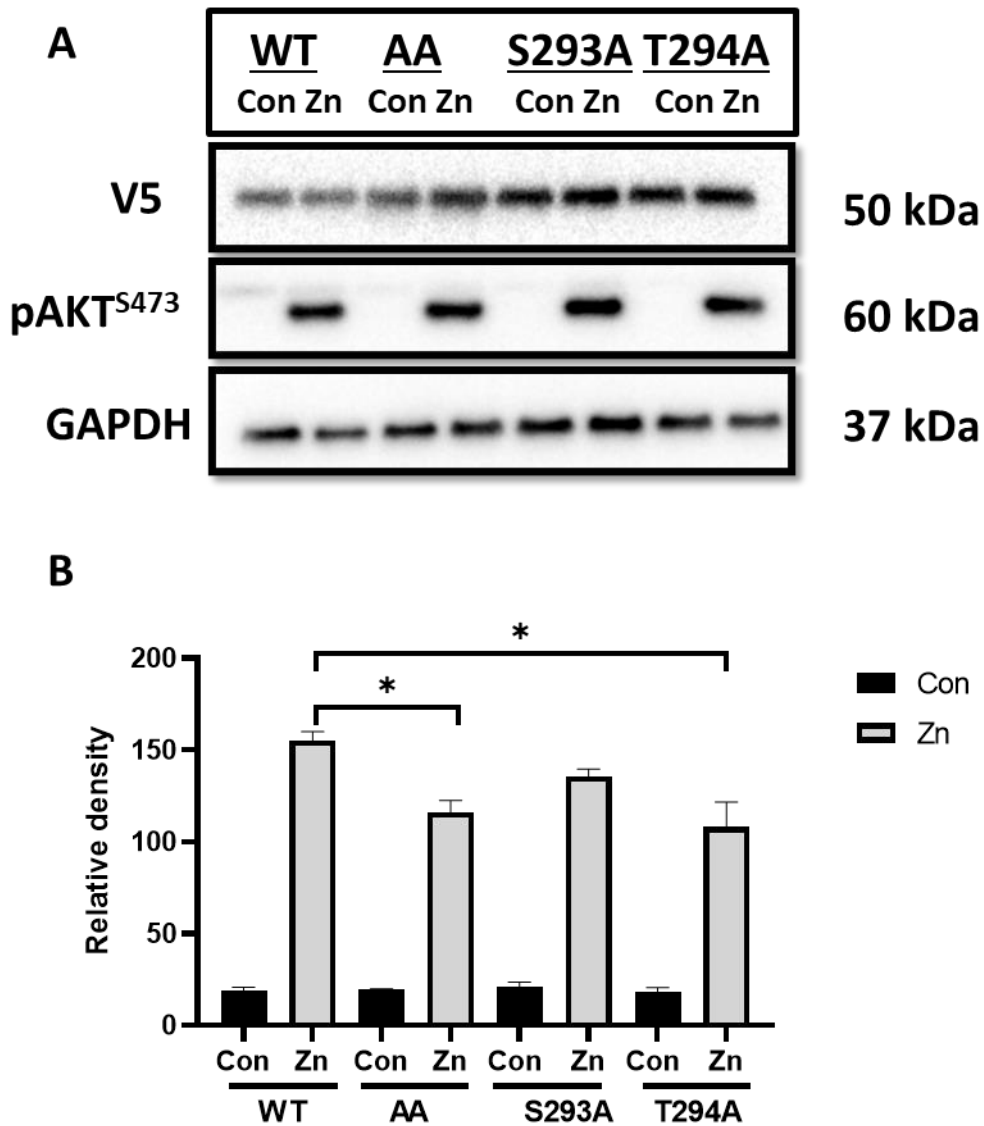 A
WT AA S293A T294A
Con Zn Con Zn Con Zn Con Zn
V5 50 kDa
pAKTS473 60 kDa
GAPDH 37 kDa
B
Relative density
200
150
100
50
0
* *
Con
Zn
Con Zn Con Zn Con Zn Con Zn
WT AA S293A T294A